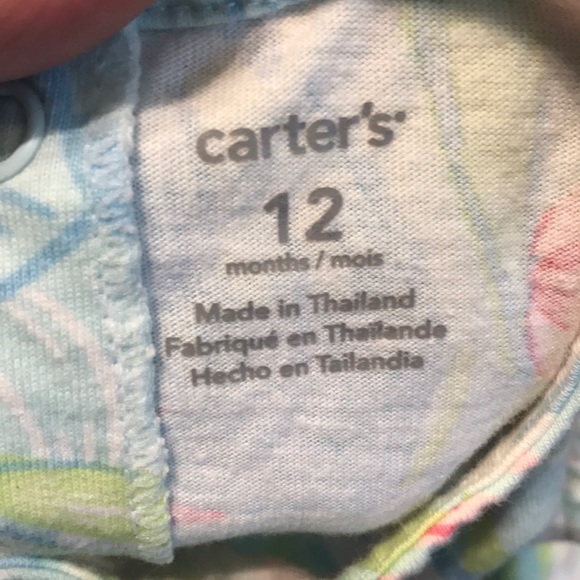 carter's
12
months / mois
Made in Thailand
Fabriqué en Thaïlande
Hecho en Tailandia